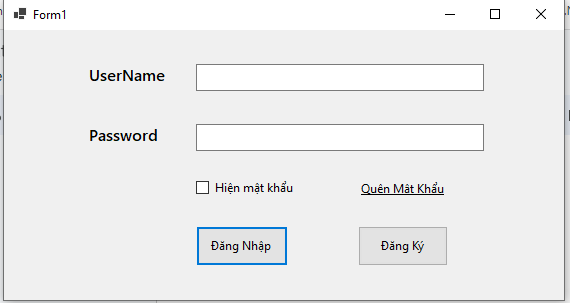 Form1
UserName
Password
Hiện mật khẩu
Quên Mật Khẩu
Đăng Nhập
Đăng Ký